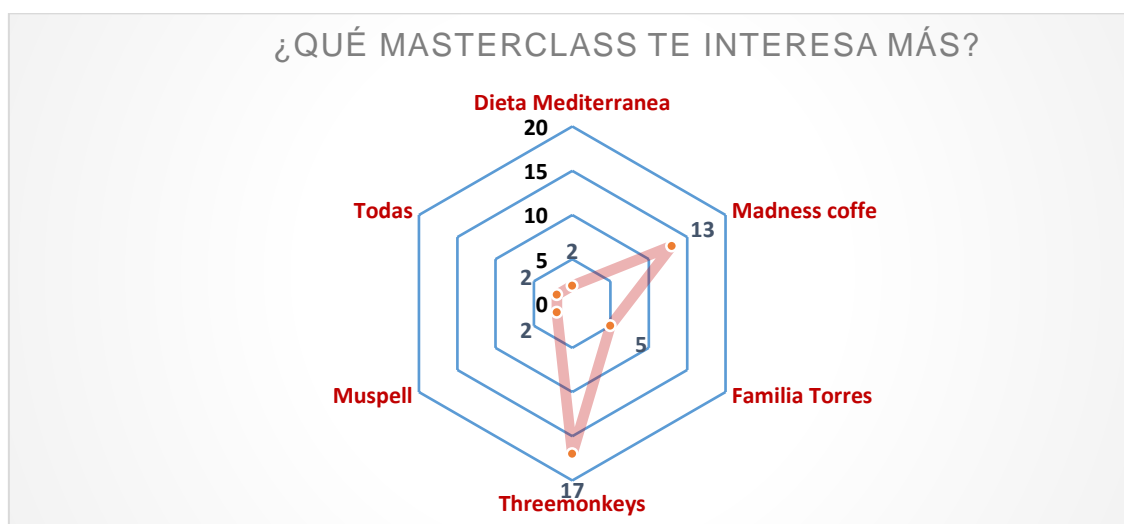 ¿QUÉ MASTERCLASS TE INTERESA MÁS?
Dieta Mediterranea
20
15
Todas
Madness coffe
10
13
5
2
2
0
2
5
Muspell
Familia Torres
17
Threemonkeys